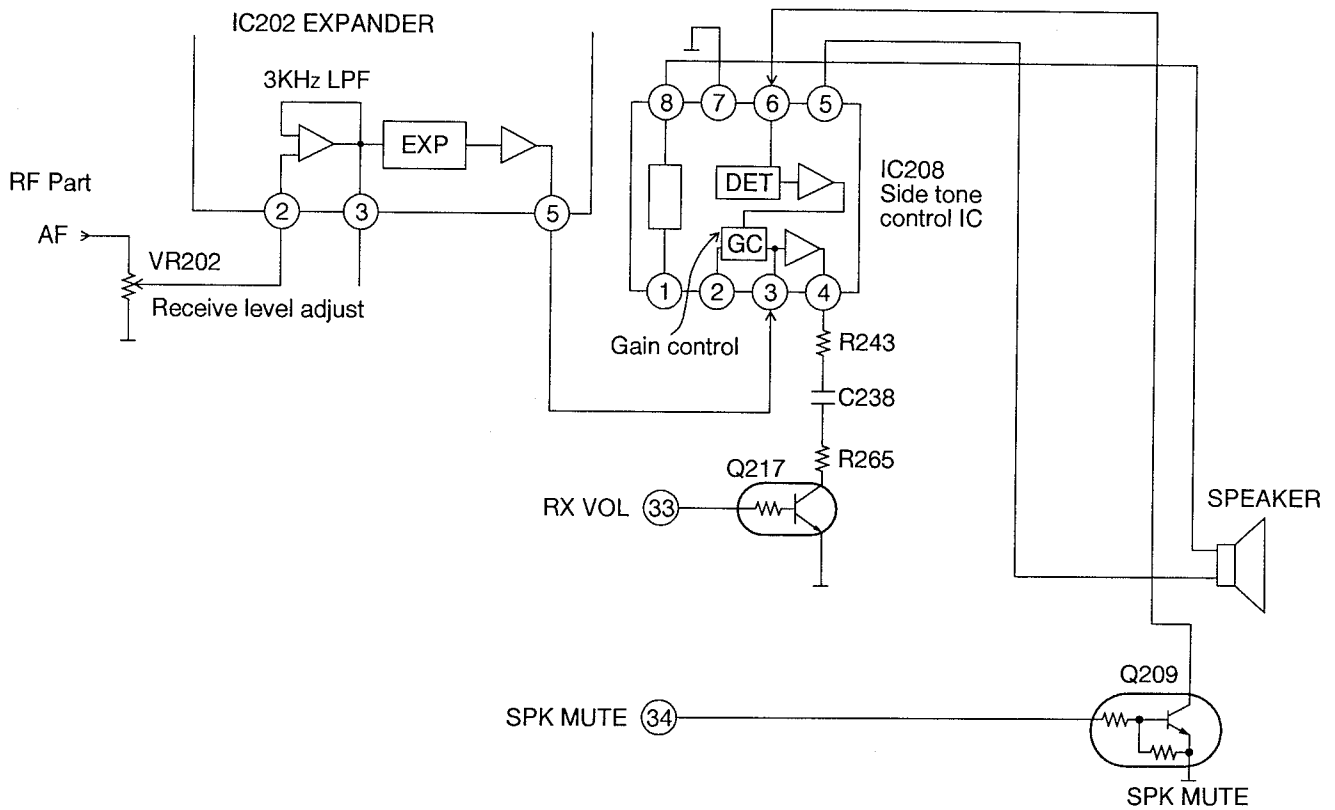 IC202 EXPANDER
3KHz LPF
EXP
RF Part
AF
2
3
5
VR202
Receive level adjust
8
7
6
5
DET
GC
IC208
Side tone
control IC
1
2
3
4
Gain control
R243
C238
R265
Q217
RX VOL 33
SPEAKER
Q209
SPK MUTE 34
SPK MUTE